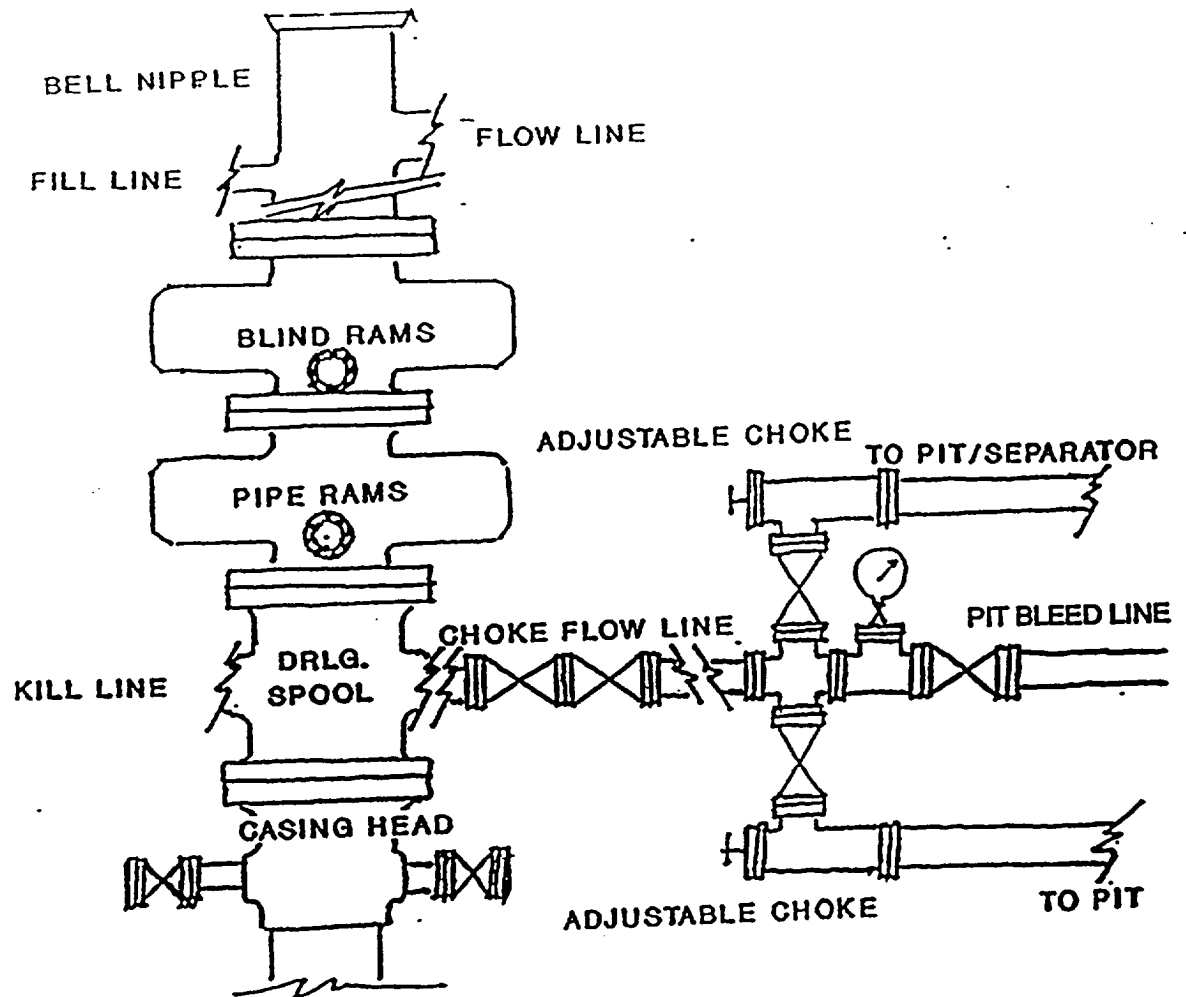 BELL NIPPLE
FLOW LINE
FILL LINE
BLIND RAMS
ADJUSTABLE CHOKE
TO PIT/SEPARATOR
PIPE RAMS
CHOKE FLOW LINE
PIT BLEED LINE
DRLG.
SPOOL
KILL LINE
CASING HEAD
ADJUSTABLE CHOKE
TO PIT